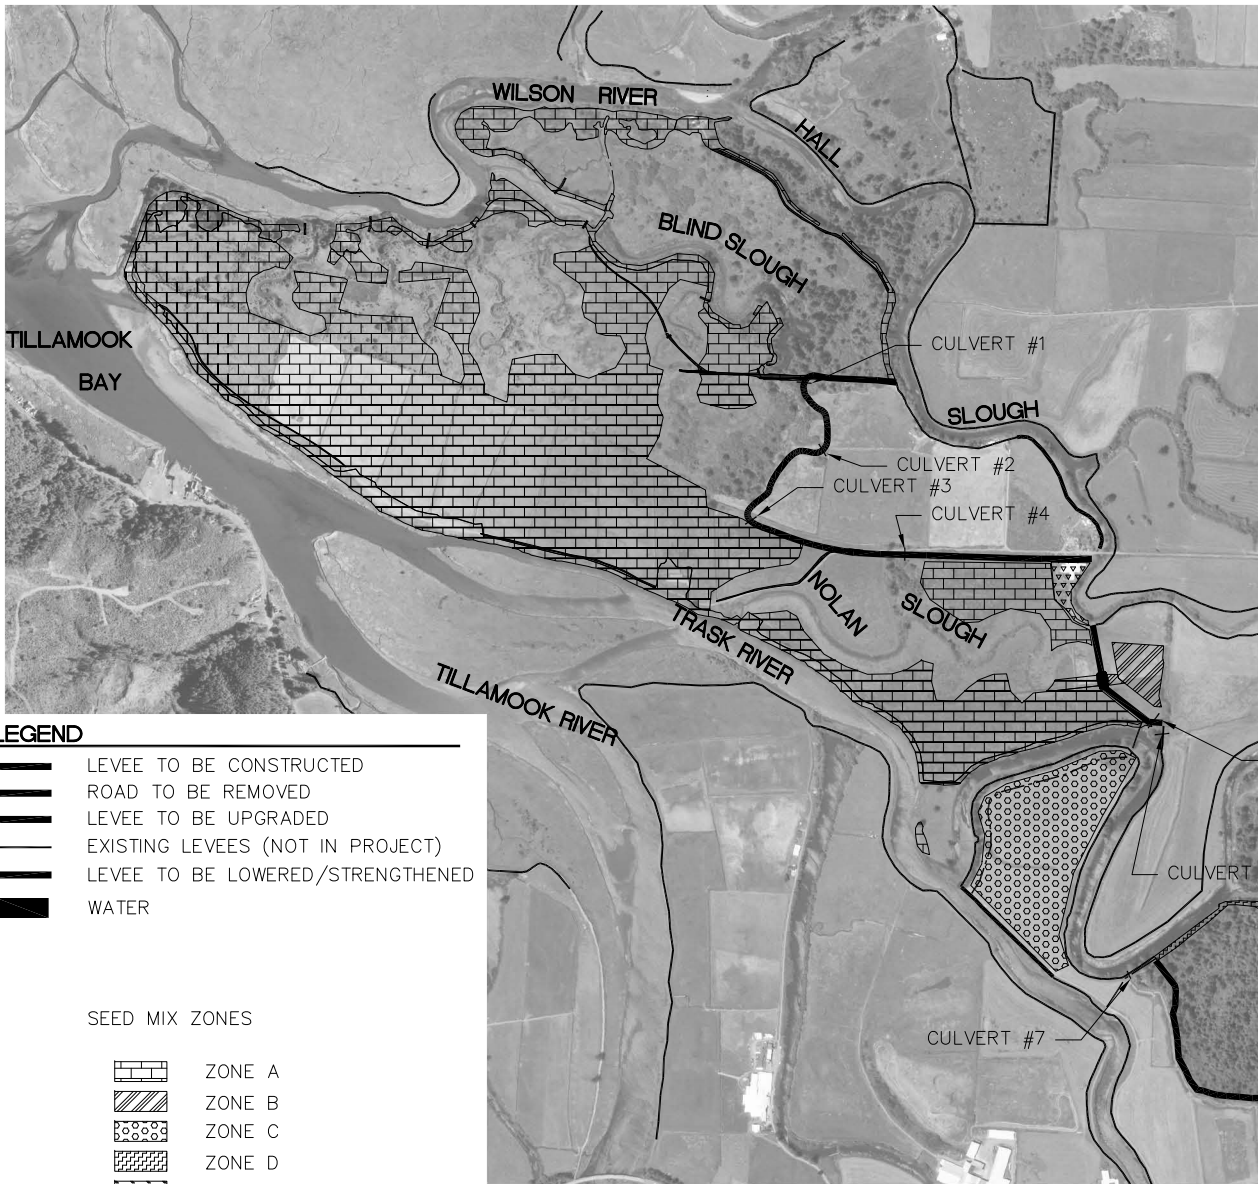 WILSON RIVER
HALL
BLIND SLOUGH
TILLAMOOK
BAY
CULVERT #1
SLOUGH
CULVERT #2
CULVERT #3
CULVERT #4
NOLAN
SLOUGH
TRASK RIVER
TILLAMOOK RIVER
LEGEND
LEVEE TO BE CONSTRUCTED
ROAD TO BE REMOVED
LEVEE TO BE UPGRADED
EXISTING LEVEES (NOT IN PROJECT)
LEVEE TO BE LOWERED/STRENGTHENED
WATER
CULVERT
CULVERT #7
SEED MIX ZONES
ZONE A
ZONE B
ZONE C
ZONE D